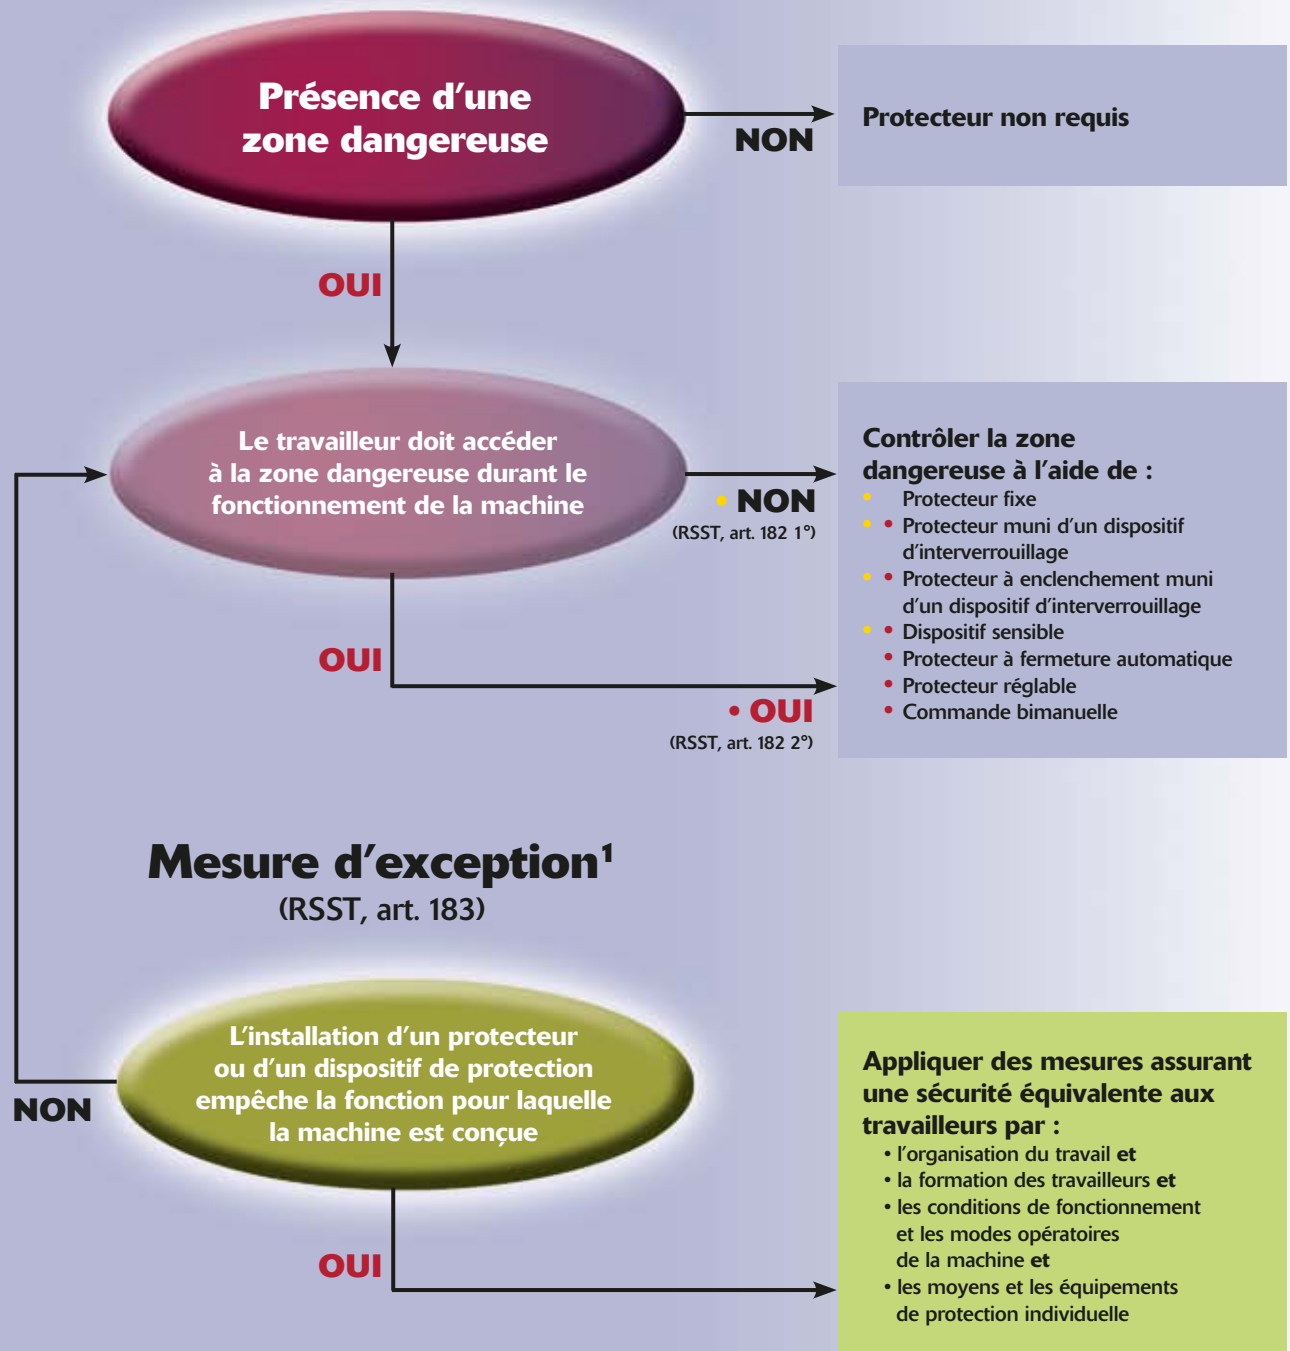 Présence d'une
zone dangereuse
NON
Protecteur non requis
OUI
Le travailleur doit accéder
à la zone dangereuse durant le
fonctionnement de la machine
• NON
(RSST, art. 182 1°)
Contrôler la zone
dangereuse à l'aide de :
• Protecteur fixe
• • Protecteur muni d'un dispositif
d'interverrouillage
• • Protecteur à enclenchement muni
d'un dispositif d'interverrouillage
• • Dispositif sensible
• Protecteur à fermeture automatique
• Protecteur réglable
• Commande bimanuelle
OUI
• OUI
(RSST, art. 182 2°)
Mesure d'exception¹
(RSST, art. 183)
L'installation d'un protecteur
ou d'un dispositif de protection
empêche la fonction pour laquelle
la machine est conçue
NON
OUI
Appliquer des mesures assurant
une sécurité équivalente aux
travailleurs par :
• l'organisation du travail et
• la formation des travailleurs et
• les conditions de fonctionnement
et les modes opératoires
de la machine et
• les moyens et les équipements
de protection individuelle